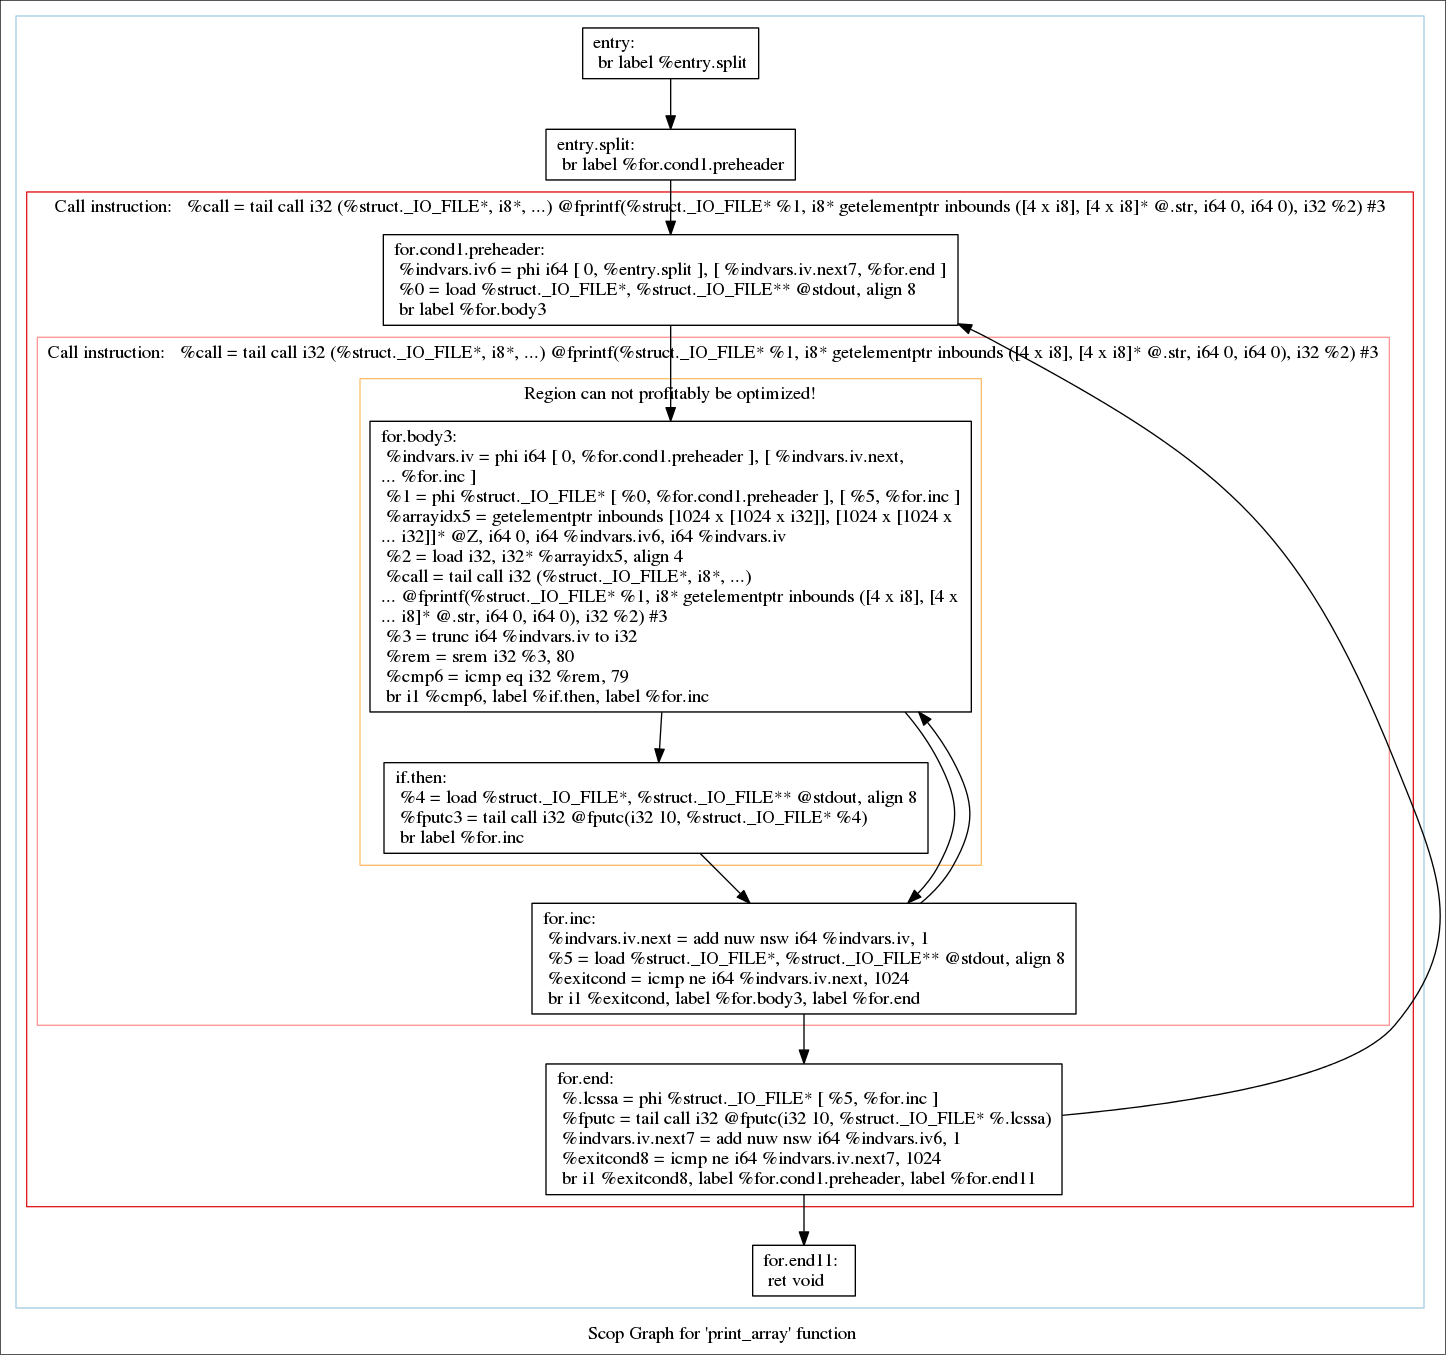 entry:
br label %entry.split
entry.split:
br label %for.cond1.preheader
Call instruction:   %call = tail call i32 (%struct._IO_FILE*, i8*, ...) @fprintf(%struct._IO_FILE* %1, i8* getelementptr inbounds ([4 x i8], [4 x i8]* @.str, i64 0, i64 0), i32 %2) #3
for.cond1.preheader:
%indvars.iv6 = phi i64 [ 0, %entry.split ], [ %indvars.iv.next7, %for.end ]
%0 = load %struct._IO_FILE*, %struct._IO_FILE** @stdout, align 8
br label %for.body3
Call instruction:   %call = tail call i32 (%struct._IO_FILE*, i8*, ...) @fprintf(%struct._IO_FILE* %1, i8* getelementptr inbounds ([4 x i8], [4 x i8]* @.str, i64 0, i64 0), i32 %2) #3
Region can not profitably be optimized!
for.body3:
%indvars.iv = phi i64 [ 0, %for.cond1.preheader ], [ %indvars.iv.next,
... %for.inc ]
%1 = phi %struct._IO_FILE* [ %0, %for.cond1.preheader ], [ %5, %for.inc ]
%arrayidx5 = getelementptr inbounds [1024 x [1024 x i32]], [1024 x [1024 x
... i32]]* @Z, i64 0, i64 %indvars.iv6, i64 %indvars.iv
%2 = load i32, i32* %arrayidx5, align 4
%call = tail call i32 (%struct._IO_FILE*, i8*, ...)
... @fprintf(%struct._IO_FILE* %1, i8* getelementptr inbounds ([4 x i8], [4 x
... i8]* @.str, i64 0, i64 0), i32 %2) #3
%3 = trunc i64 %indvars.iv to i32
%rem = srem i32 %3, 80
%cmp6 = icmp eq i32 %rem, 79
br i1 %cmp6, label %if.then, label %for.inc
if.then:
%4 = load %struct._IO_FILE*, %struct._IO_FILE** @stdout, align 8
%fputc3 = tail call i32 @fputc(i32 10, %struct._IO_FILE* %4)
br label %for.inc
for.inc:
%indvars.iv.next = add nuw nsw i64 %indvars.iv, 1
%5 = load %struct._IO_FILE*, %struct._IO_FILE** @stdout, align 8
%exitcond = icmp ne i64 %indvars.iv.next, 1024
br i1 %exitcond, label %for.body3, label %for.end
for.end:
%.lcssa = phi %struct._IO_FILE* [ %5, %for.inc ]
%fputc = tail call i32 @fputc(i32 10, %struct._IO_FILE* %.lcssa)
%indvars.iv.next7 = add nuw nsw i64 %indvars.iv6, 1
%exitcond8 = icmp ne i64 %indvars.iv.next7, 1024
br i1 %exitcond8, label %for.cond1.preheader, label %for.end11
for.end11:
ret void
Scop Graph for 'print_array' function